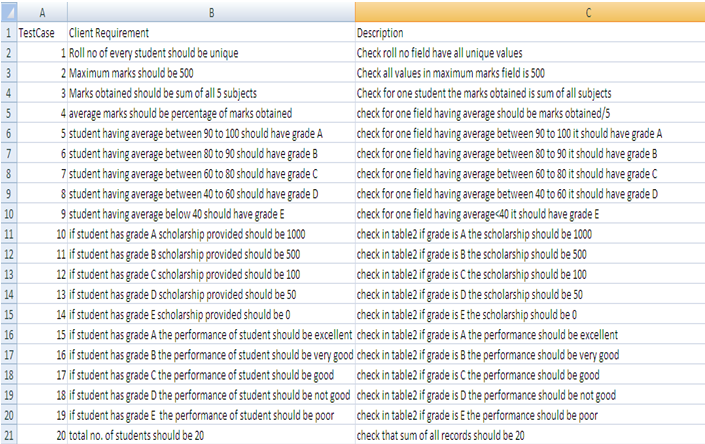 A B C
1 TestCase Client Requirement Description
2 1 Roll no of every student should be unique Check roll no field have all unique values
3 2 Maximum marks should be 500 Check all values in maximum marks field is 500
4 3 Marks obtained should be sum of all 5 subjects Check for one student the marks obtained is sum of all subjects
5 4 average marks should be percentage of marks obtained check for one field having average should be marks obtained/5
6 5 student having average between 90 to 100 should have grade A check for one field having average between 90 to 100 it should have grade A
7 6 student having average between 80 to 90 should have grade B check for one field having average between 80 to 90 it should have grade B
8 7 student having average between 60 to 80 should have grade C check for one field having average between 60 to 80 it should have grade C
9 8 student having average between 40 to 60 should have grade D check for one field having average between 40 to 60 it should have grade D
10 9 student having average below 40 should have grade E check for one field having average<40 it should have grade E
11 10 if student has grade A scholarship provided should be 1000 check in table2 if grade is A the scholarship should be 1000
12 11 if student has grade B scholarship provided should be 500 check in table2 if grade is B the scholarship should be 500
13 12 if student has grade C scholarship provided should be 100 check in table2 if grade is C the scholarship should be 100
14 13 if student has grade D scholarship provided should be 50 check in table2 if grade is D the scholarship should be 50
15 14 if student has grade E scholarship provided should be 0 check in table2 if grade is E the scholarship should be 0
16 15 if student has grade A the performance of student should be excellent check in table2 if grade is A the performance should be excellent
17 16 if student has grade B the performance of student should be very good check in table2 if grade is B the performance should be very good
18 17 if student has grade C the performance of student should be good check in table2 if grade is C the performance should be good
19 18 if student has grade D the performance of student should be not good check in table2 if grade is D the performance should be not good
20 19 if student has grade E the performance of student should be poor check in table2 if grade is E the performance should be poor
21 20 total no. of students should be 20 check that sum of all records should be 20